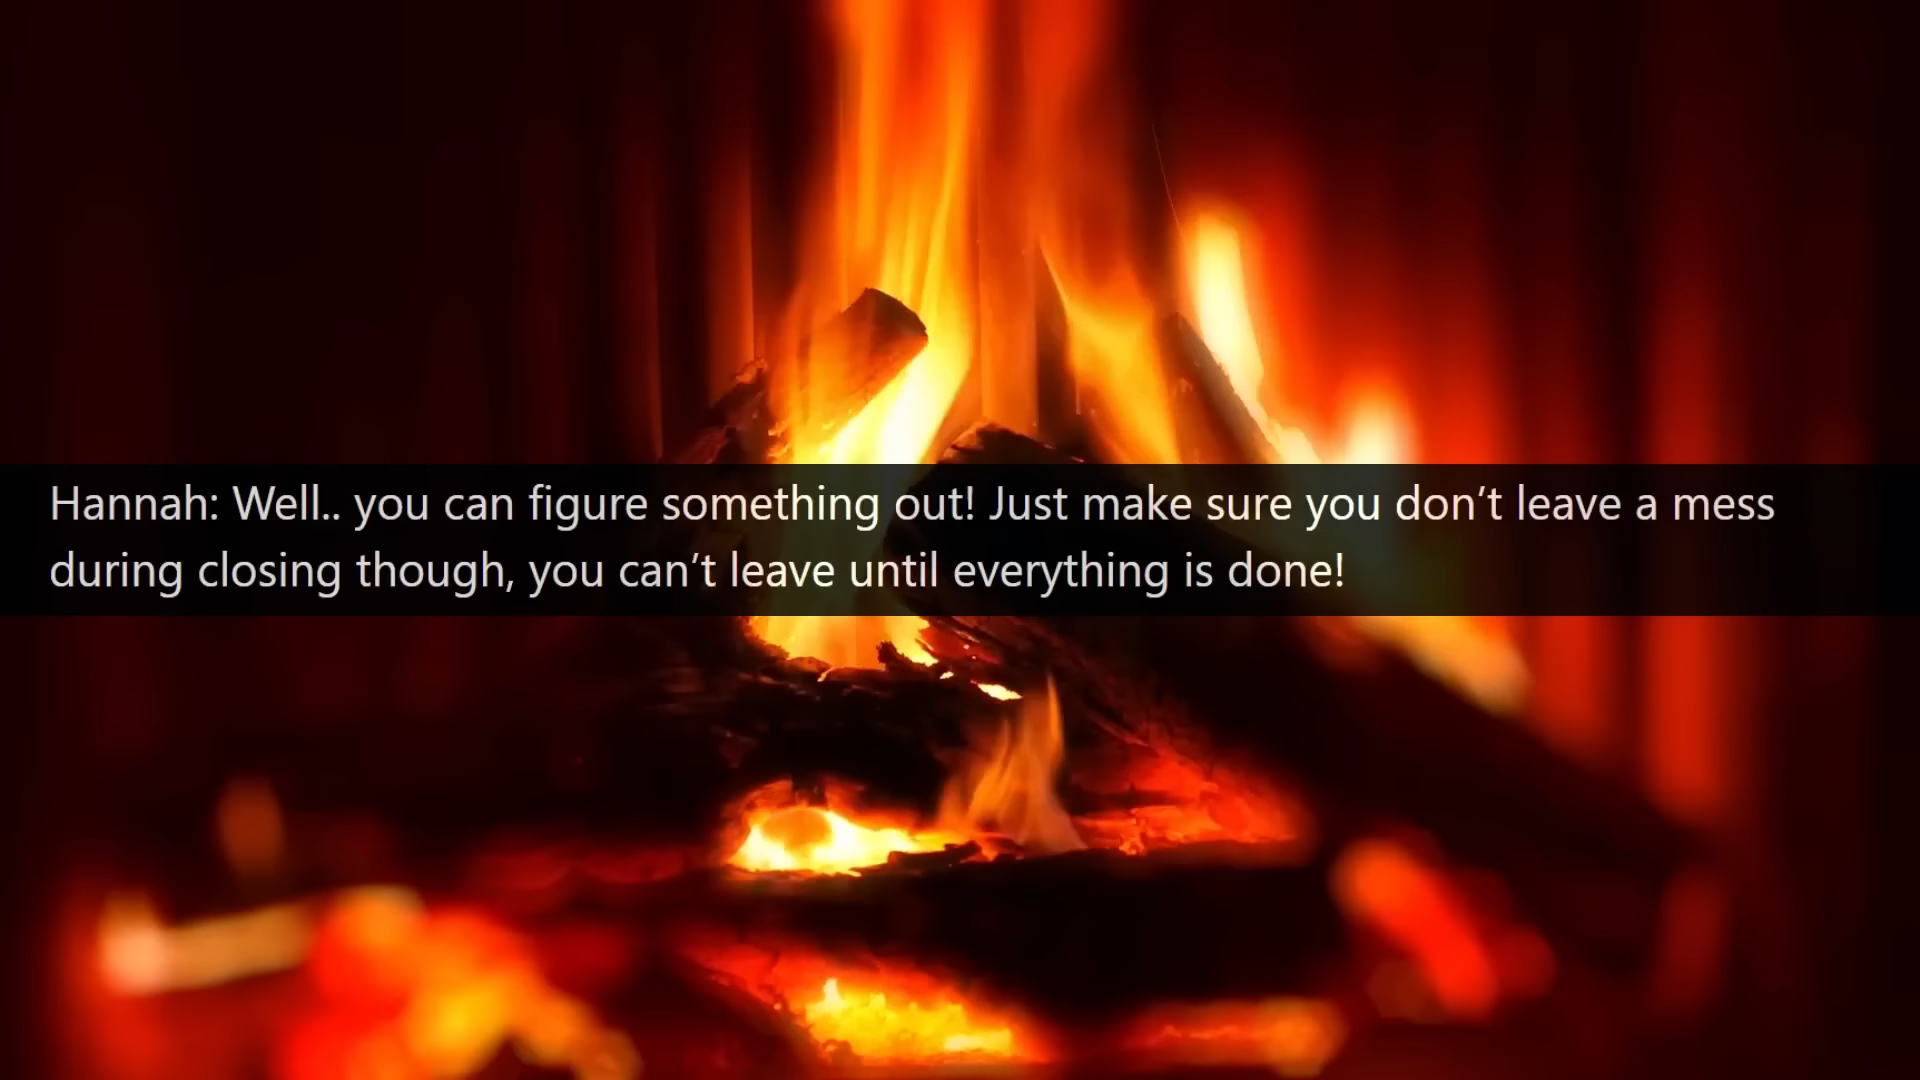 Hannah: Well.. you can figure something out! Just make sure you don’t leave a mess
during closing though, you can’t leave until everything is done!